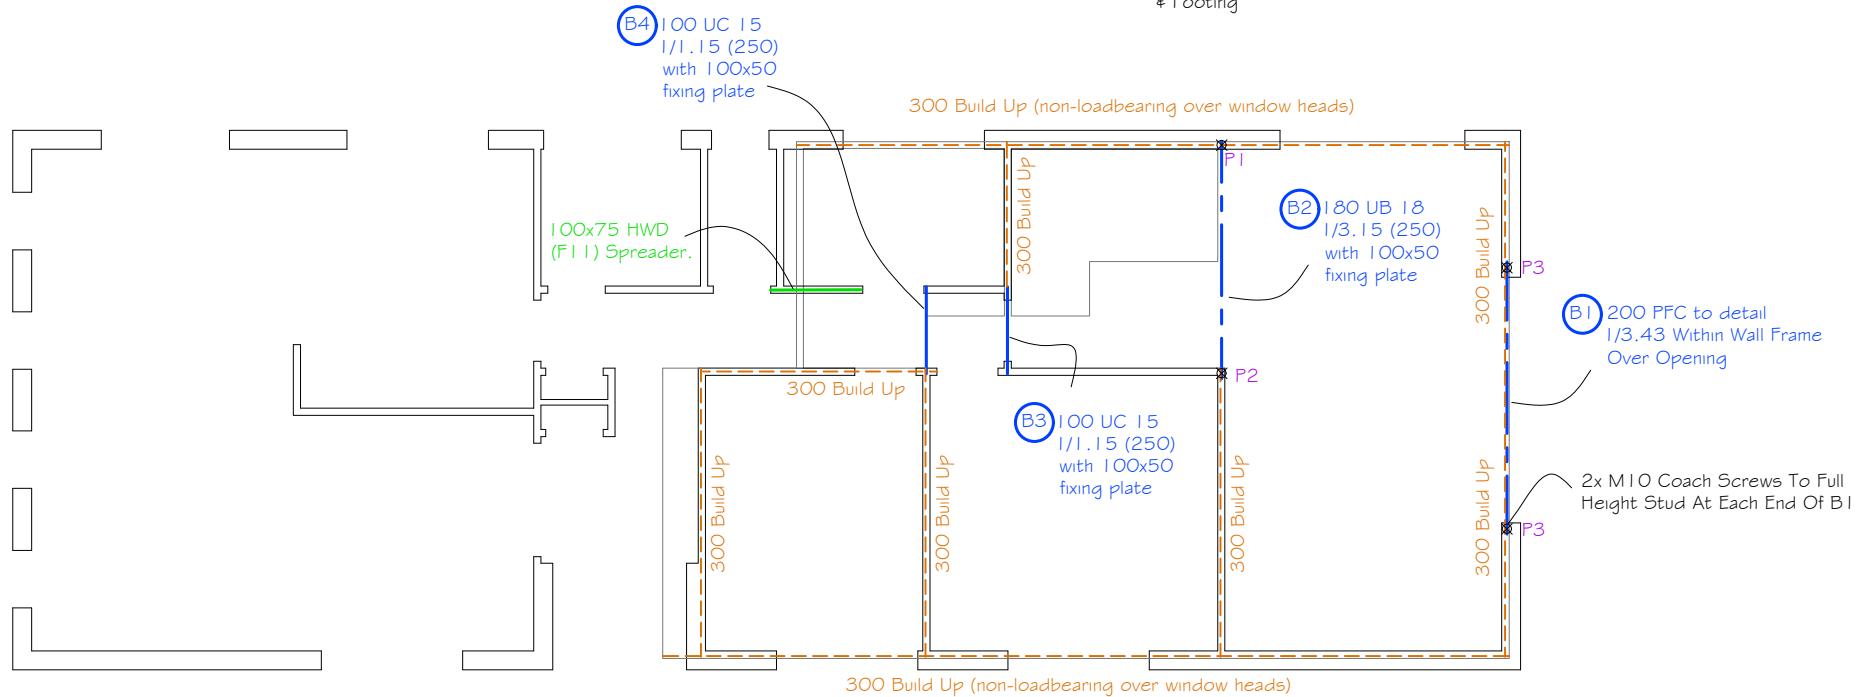 & Footing
B4 100 UC 15
1/1.15 (250)
with 100x50
fixing plate
300 Build Up (non-loadbearing over window heads)
P1
300 Build Up
B2 180 UB 18
1/3.15 (250)
with 100x50
fixing plate
100x75 HWD
(F11) Spreader.
300 Build Up
P3
B1 200 PFC to detail
1/3.43 Within Wall Frame
Over Opening
300 Build Up
P2
B3 100 UC 15
1/1.15 (250)
with 100x50
fixing plate
300 Build Up
300 Build Up
300 Build Up
300 Build Up
2x M10 Coach Screws To Full
Height Stud At Each End Of B1
P3
300 Build Up (non-loadbearing over window heads)